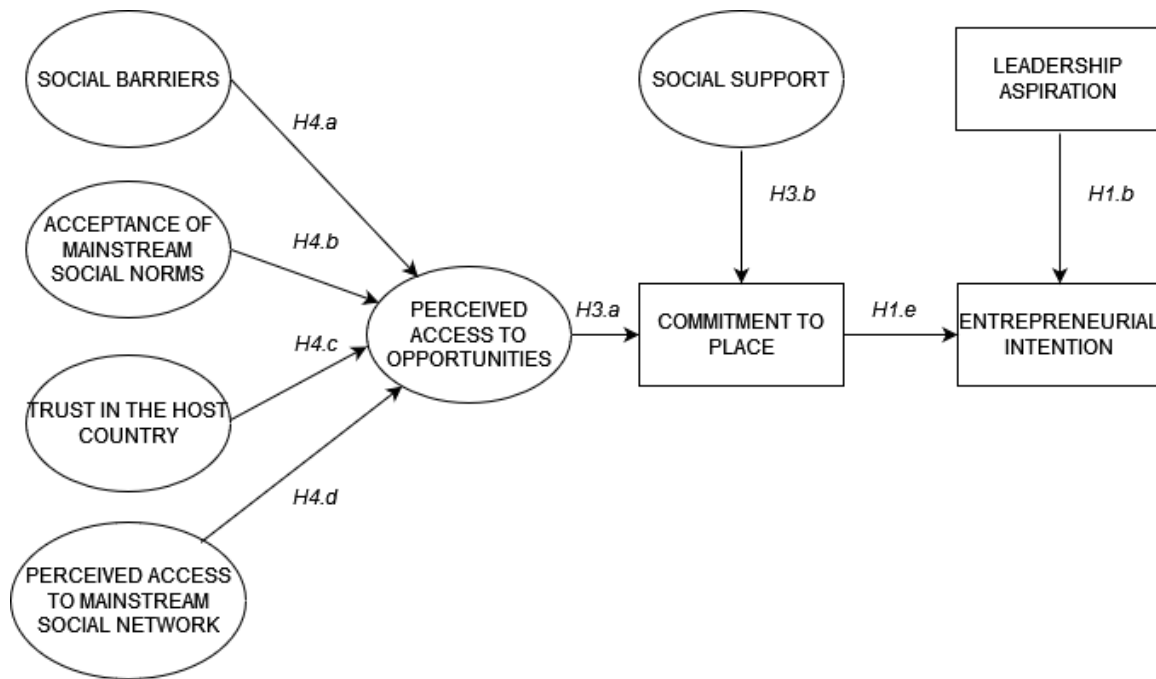 SOCIAL BARRIERS
H4.a
ACCEPTANCE OF
MAINSTREAM
SOCIAL NORMS
H4.b
TRUST IN THE HOST
COUNTRY
H4.c
PERCEIVED ACCESS
TO MAINSTREAM
SOCIAL NETWORK
H4.d
PERCEIVED
ACCESS TO
OPPORTUNITIES
H3.a
SOCIAL SUPPORT
H3.b
COMMITMENT TO
PLACE
H1.e
LEADERSHIP
ASPIRATION
H1.b
ENTREPRENEURIAL
INTENTION